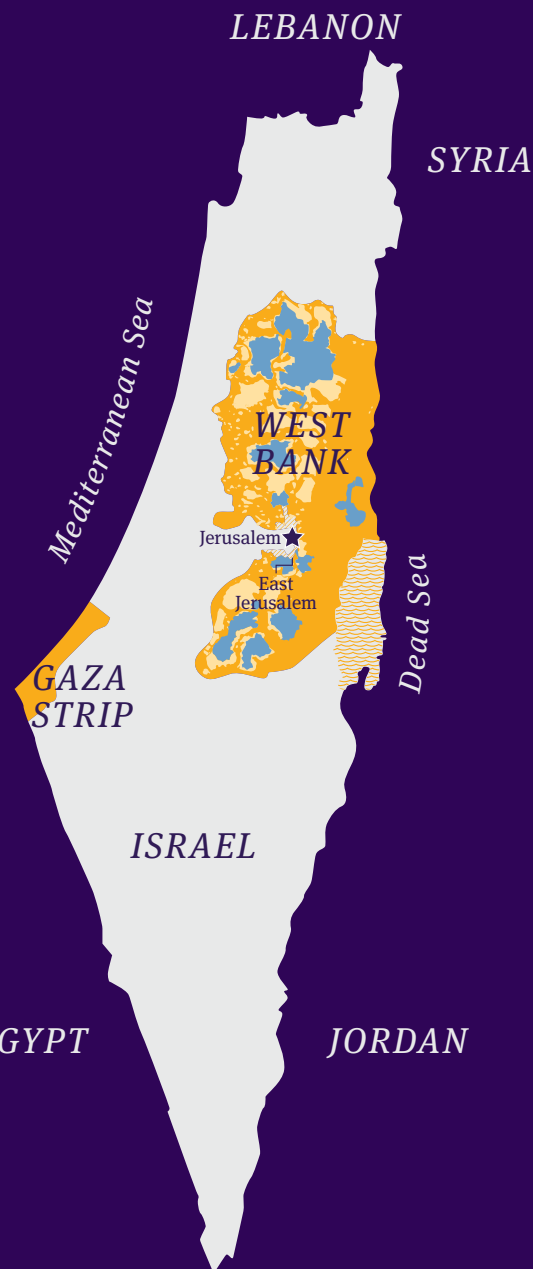 LEBANON
SYRIA
Mediterranean Sea
WEST
BANK
Jerusalem
East
Jerusalem
Dead Sea
GAZA
STRIP
ISRAEL
GYPT
JORDAN